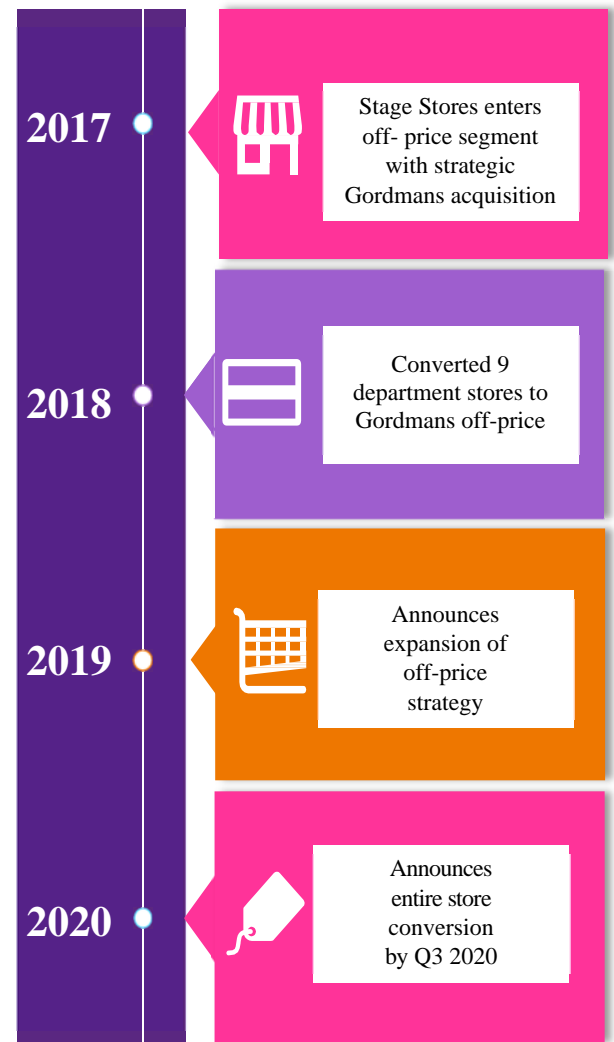 2017
Stage Stores enters
off- price segment
with strategic
Gordmans acquisition
2018
Converted 9
department stores to
Gordmans off-price
2019
Announces
expansion of
off-price
strategy
2020
Announces
entire store
conversion
by Q3 2020